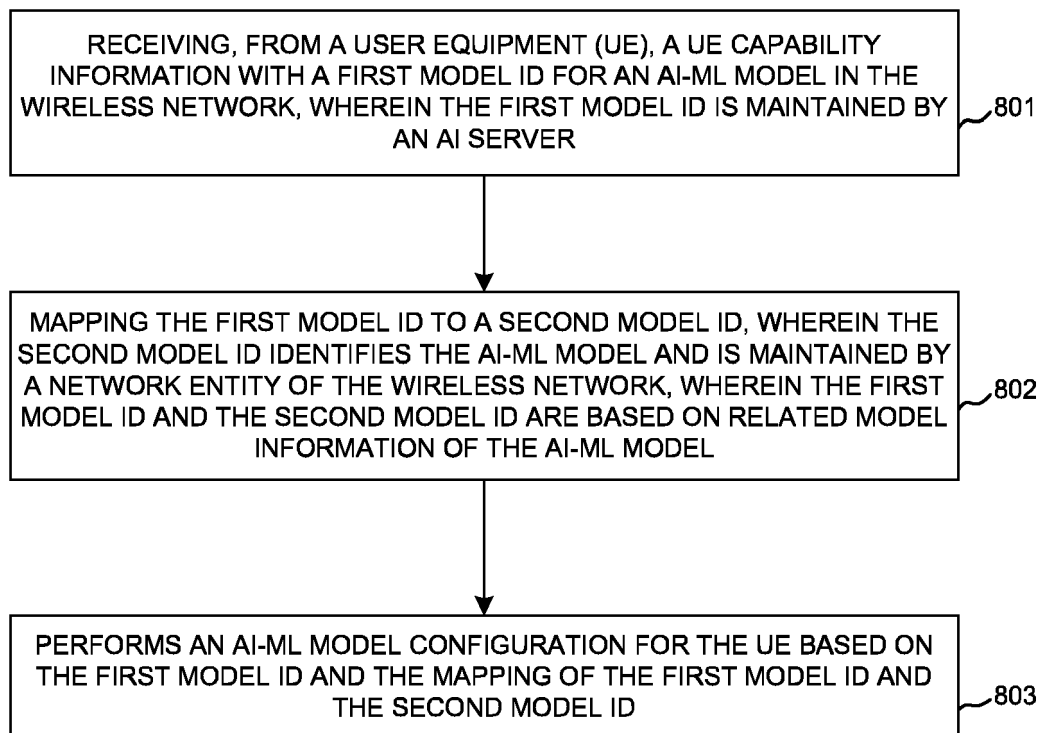 RECEIVING, FROM A USER EQUIPMENT (UE), A UE CAPABILITY
INFORMATION WITH A FIRST MODEL ID FOR AN AI-ML MODEL IN THE
WIRELESS NETWORK, WHEREIN THE FIRST MODEL ID IS MAINTAINED BY
AN AI SERVER
801
MAPPING THE FIRST MODEL ID TO A SECOND MODEL ID, WHEREIN THE
SECOND MODEL ID IDENTIFIES THE AI-ML MODEL AND IS MAINTAINED BY
A NETWORK ENTITY OF THE WIRELESS NETWORK, WHEREIN THE FIRST
MODEL ID AND THE SECOND MODEL ID ARE BASED ON RELATED MODEL
INFORMATION OF THE AI-ML MODEL
802
PERFORMS AN AI-ML MODEL CONFIGURATION FOR THE UE BASED ON
THE FIRST MODEL ID AND THE MAPPING OF THE FIRST MODEL ID AND
THE SECOND MODEL ID
803